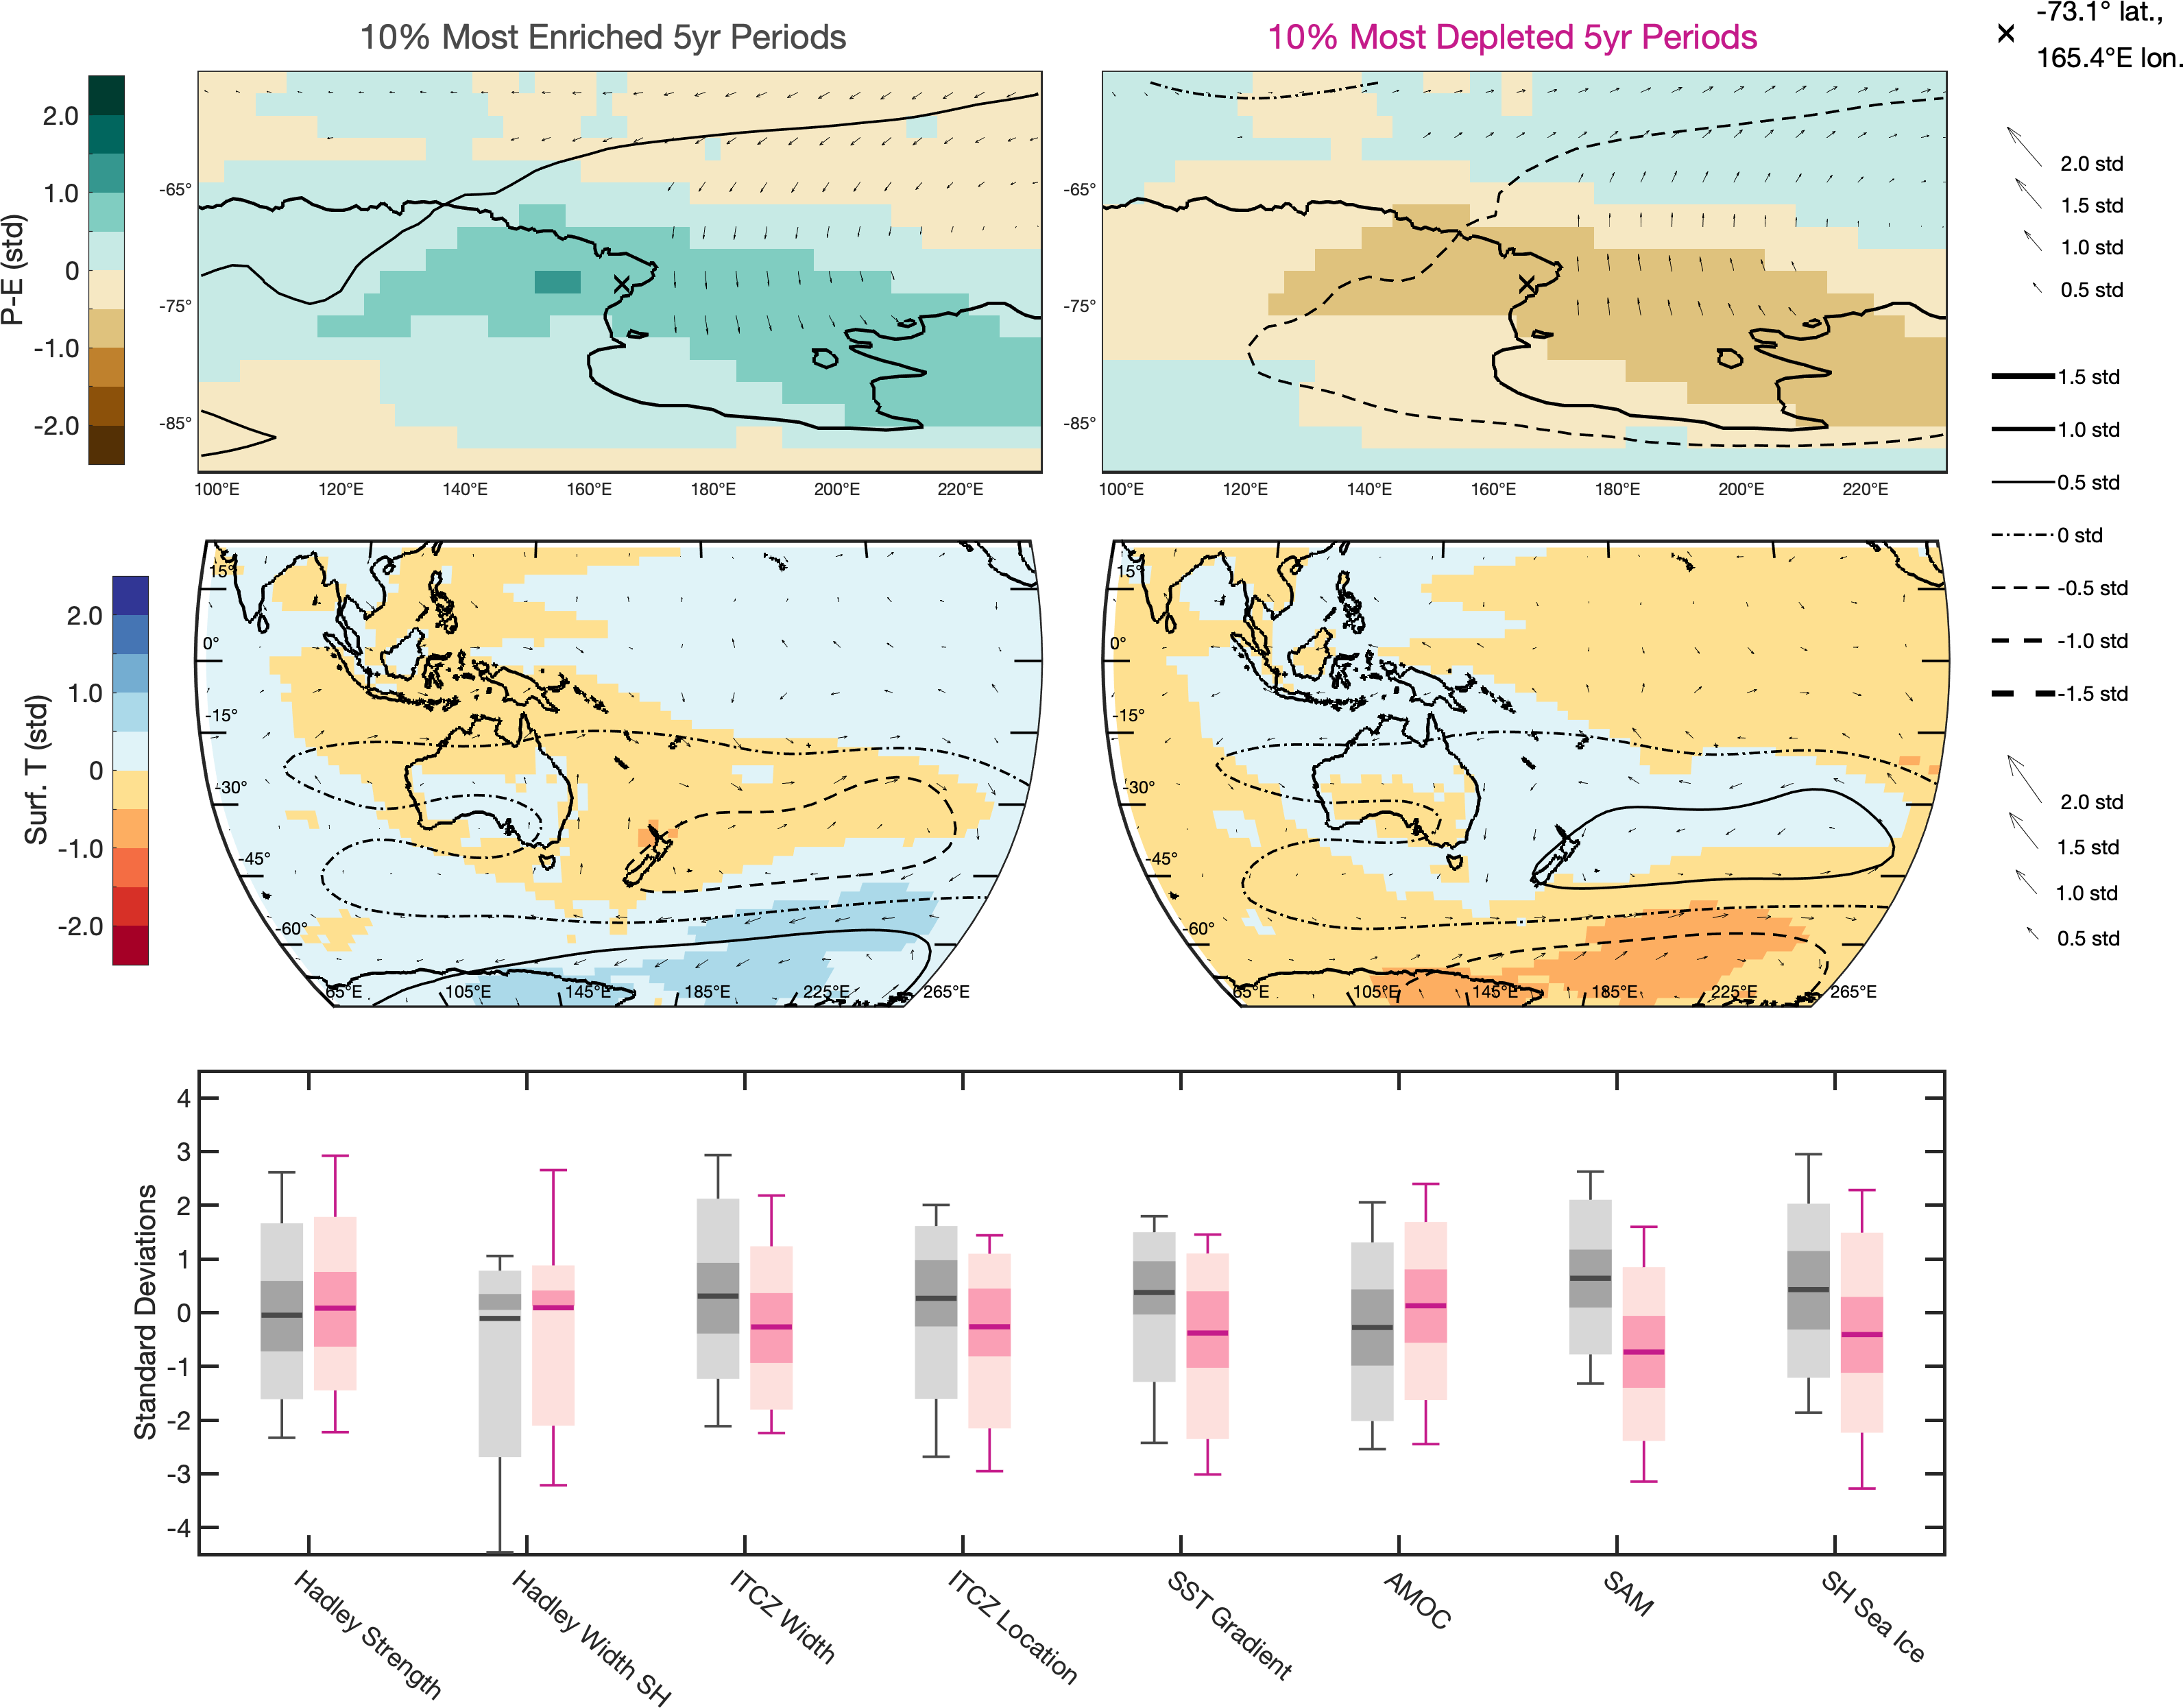 10% Most Enriched 5yr Periods
10% Most Depleted 5yr Periods
-73.1° lat.,
165.4°E lon.
P-E (std)
2.0
1.0
0
-1.0
-2.0
-65°
-75°
-85°
100°E 120°E 140°E 160°E 180°E 200°E 220°E
-65°
-75°
-85°
100°E 120°E 140°E 160°E 180°E 200°E 220°E
2.0 std
1.5 std
1.0 std
0.5 std
1.5 std
1.0 std
0.5 std
0 std
-0.5 std
-1.0 std
-1.5 std
2.0 std
1.5 std
1.0 std
0.5 std
Surf. T (std)
2.0
1.0
0
-1.0
-2.0
15°
0°
-15°
-30°
-45°
-60°
65°E 105°E 145°E 185°E 225°E 265°E
15°
0°
-15°
-30°
-45°
-60°
65°E 105°E 145°E 185°E 225°E 265°E
Standard Deviations
4
3
2
1
0
-1
-2
-3
-4
Hadley Strength
Hadley Width SH
ITCZ Width
ITCZ Location
SST Gradient
AMOC
SAM
SH Sea Ice